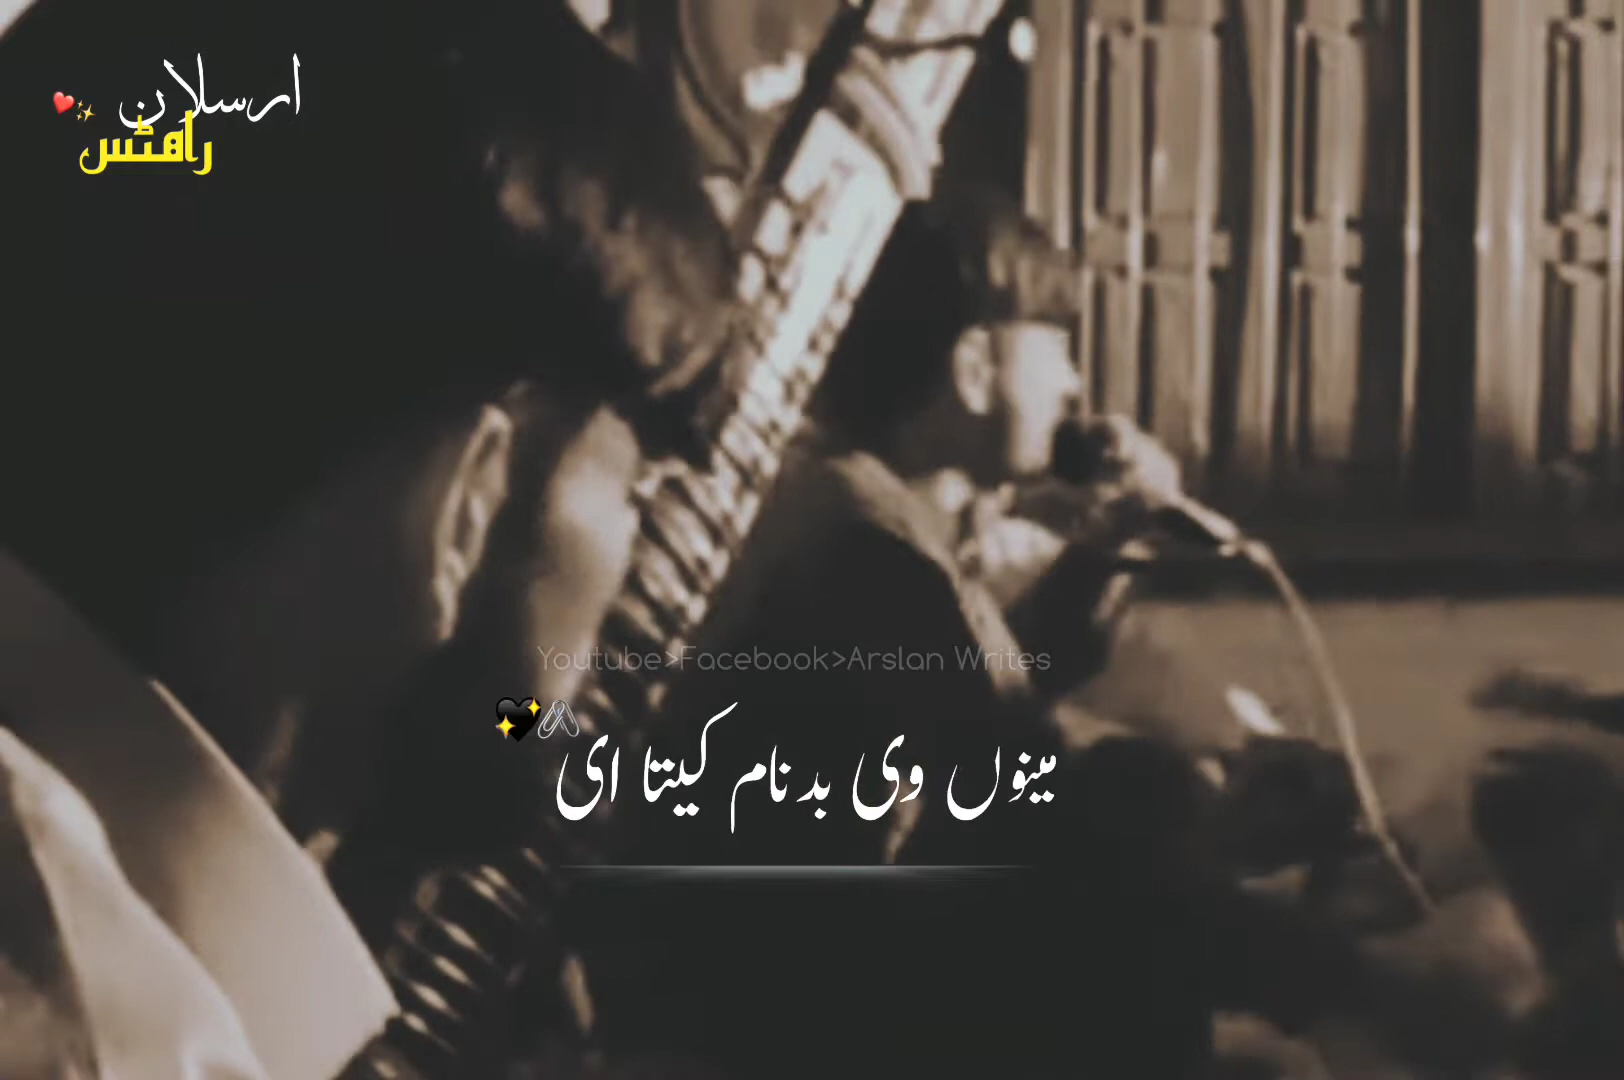 ارسلان
رائٹس
Youtube>Facebook>Arslan Writes
مینوں وی بدنام کیتا ای